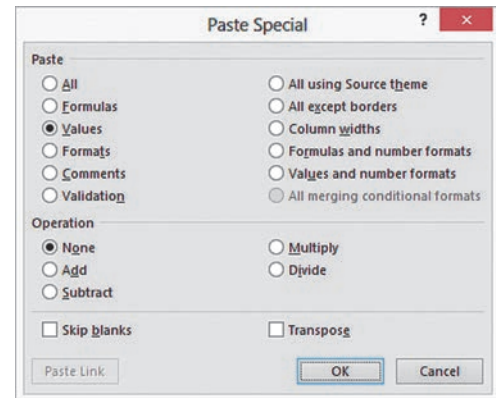 Paste Special
?
×
Paste
All
All using Source theme
Formulas
All except borders
Values
Column widths
Formats
Formulas and number formats
Comments
Values and number formats
Validation
All merging conditional formats
Operation
None
Multiply
Add
Divide
Subtract
Skip blanks
Transpose
Paste Link
OK
Cancel